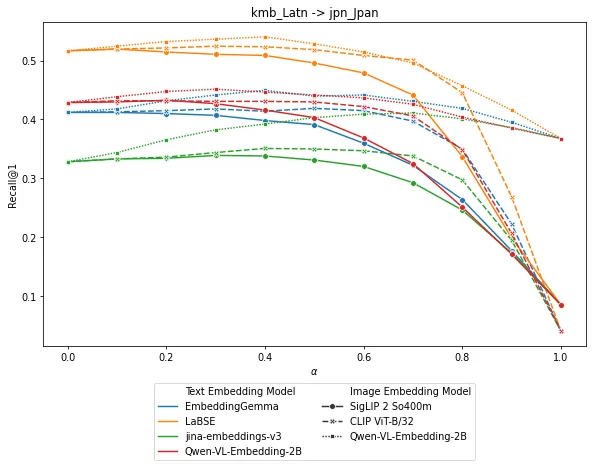 kmb_Latn -> jpn_Jpan
Recall@1
0.5
0.4
0.3
0.2
0.1
0.0 0.2 0.4 0.6 0.8 1.0
α
Text Embedding Model Image Embedding Model
EmbeddingGemma SigLIP 2 So400m
LaBSE CLIP ViT-B/32
jina-embeddings-v3 Qwen-VL-Embedding-2B
Qwen-VL-Embedding-2B